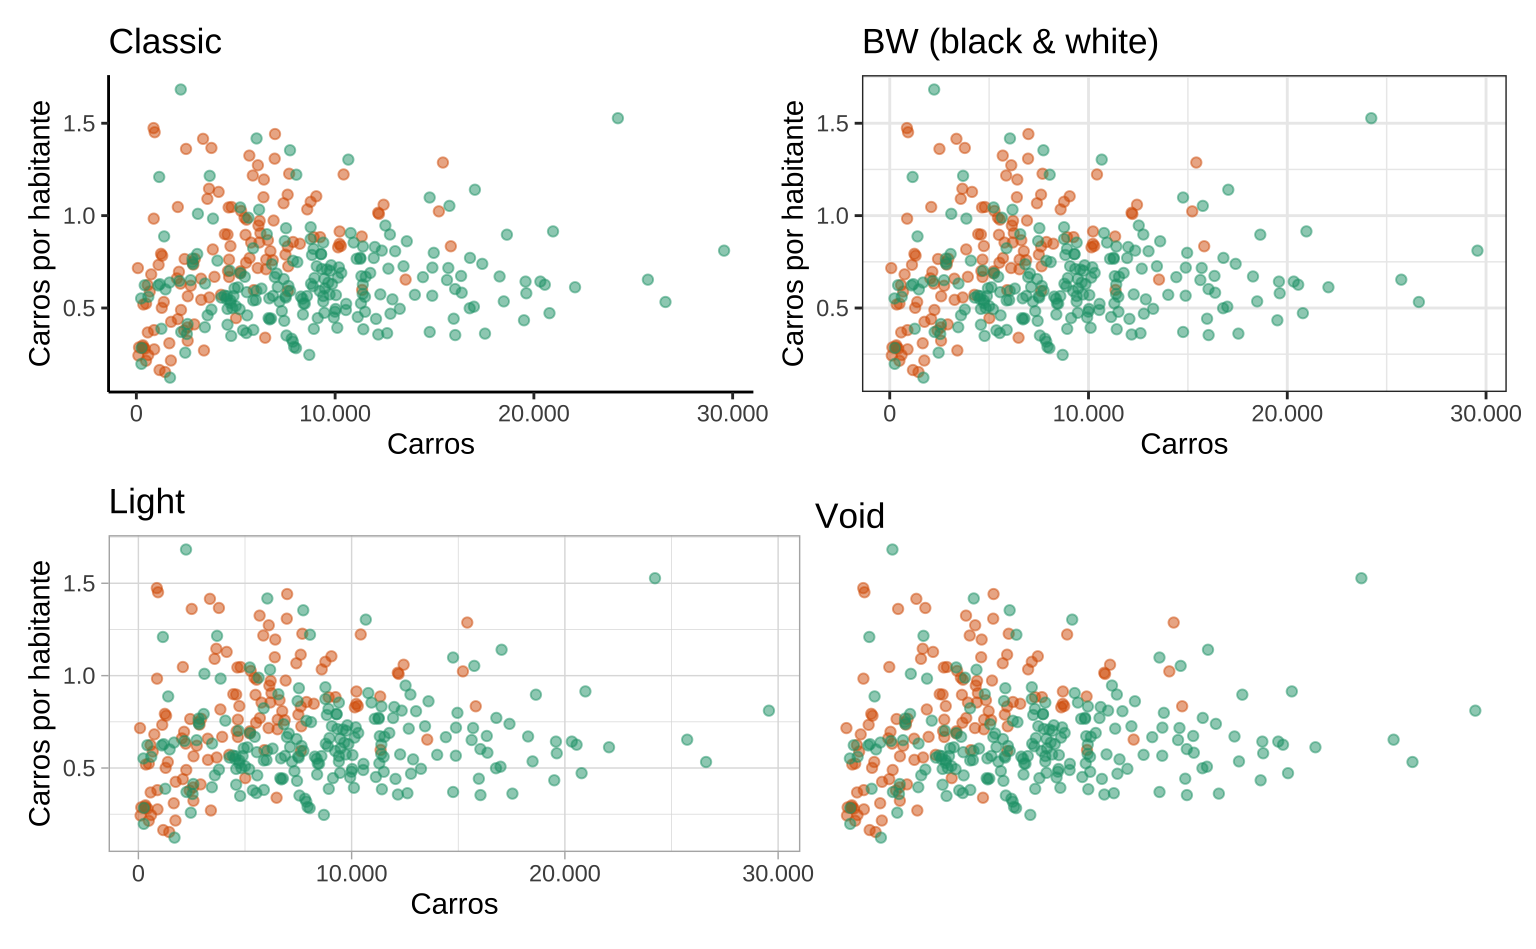 Classic
Carros por habitante
1.5
1.0
0.5
0 10.000 20.000 30.000
Carros
BW (black & white)
Carros por habitante
1.5
1.0
0.5
0 10.000 20.000 30.000
Carros
Light
Carros por habitante
1.5
1.0
0.5
0 10.000 20.000 30.000
Carros
Void